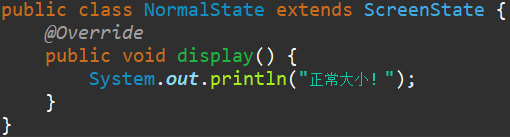 public class NormalState extends ScreenState {
    @Override
    public void display() {
        System.out.println("正常大小！");
    }
}